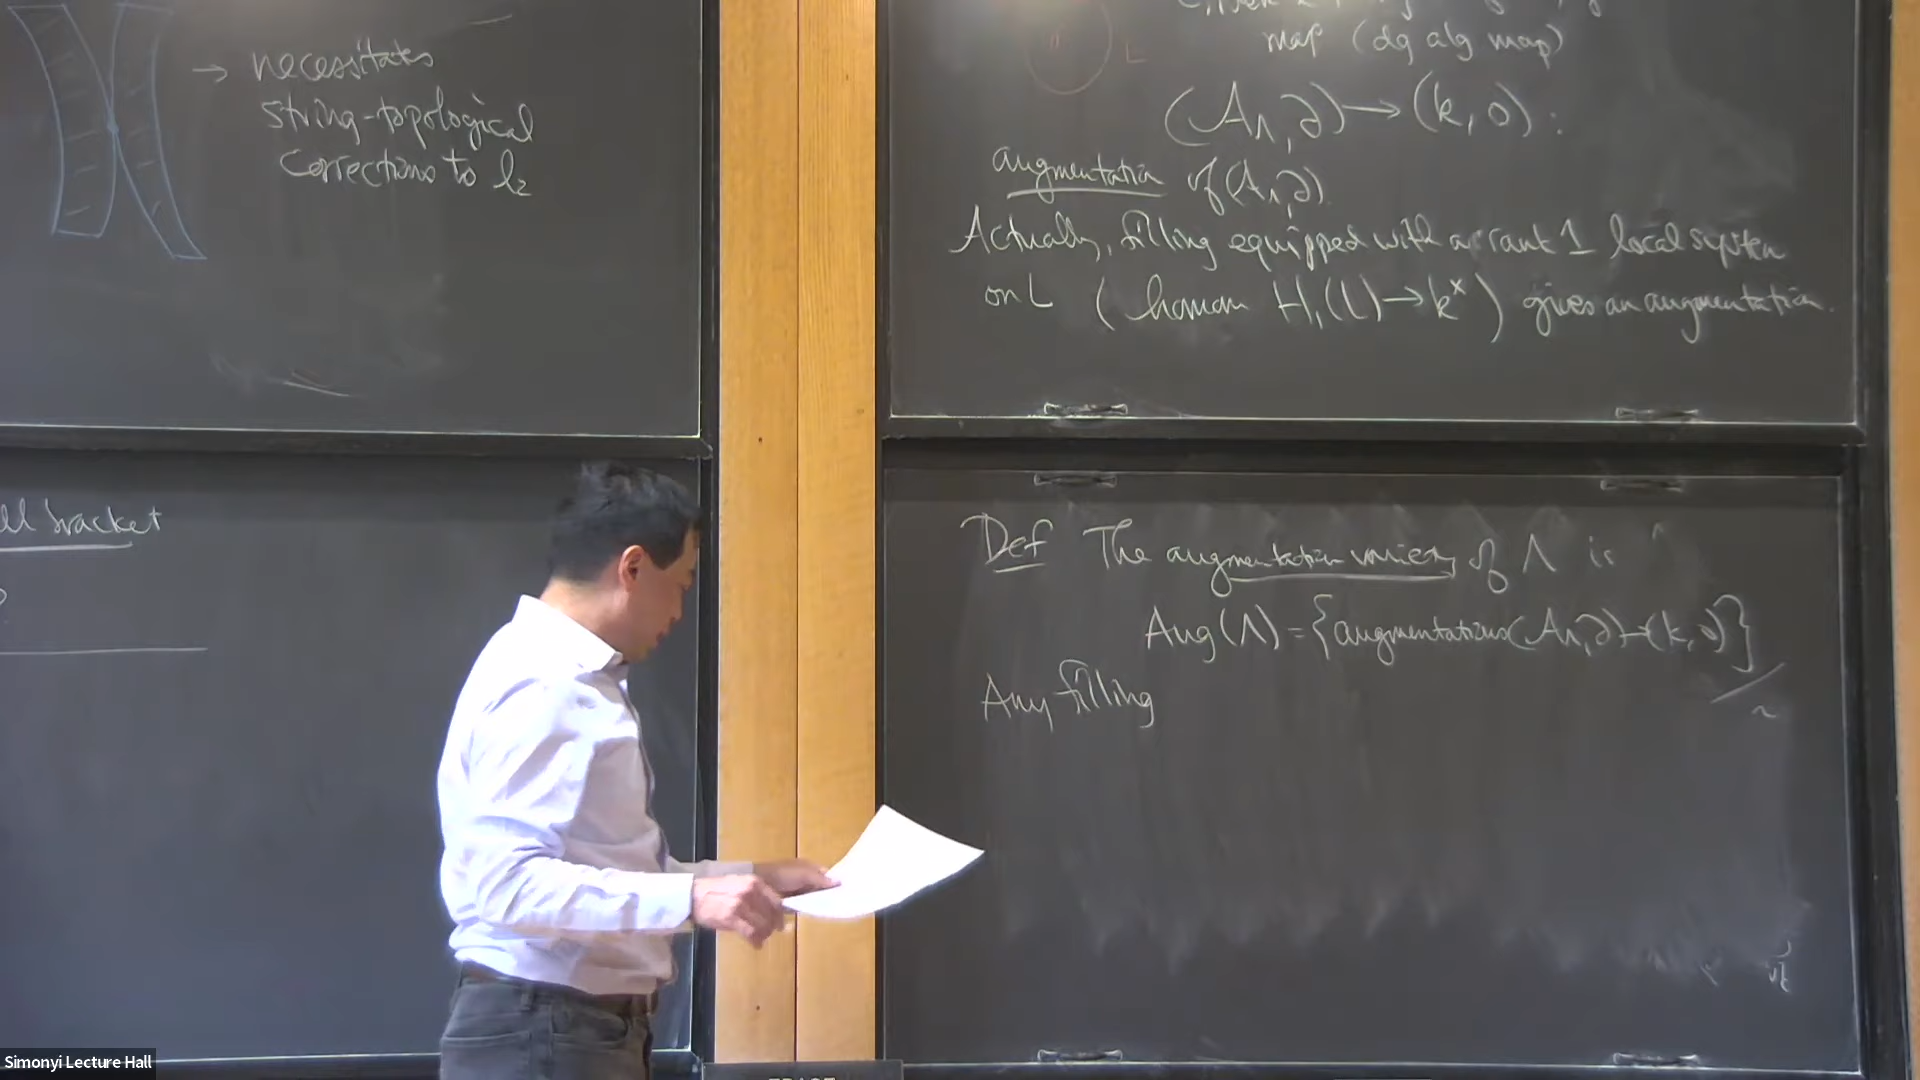 → necessitates
string-topological
corrections to l₂
bracket
map (dg alg map)
(A_Λ, ∂) → (k, 0).
augmentation of (A_Λ, ∂).
Actually, filling equipped with a rank 1 local system
on L ( homom H₁(L) → k^× ) gives an augmentation.
L
Def The augmentation variety of Λ is
Aug(Λ) = {augmentations (A_Λ, ∂) → (k, 0)} / ~
Any filling
Simonyi Lecture Hall